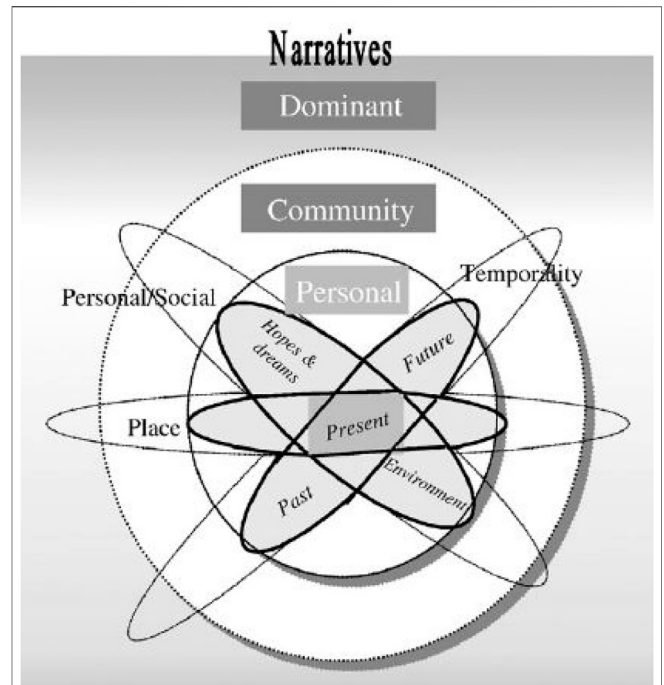 Narratives
Dominant
Community
Personal
Temporality
Personal/Social
Hopes &
dreams
Future
Place
Present
Past
Environment